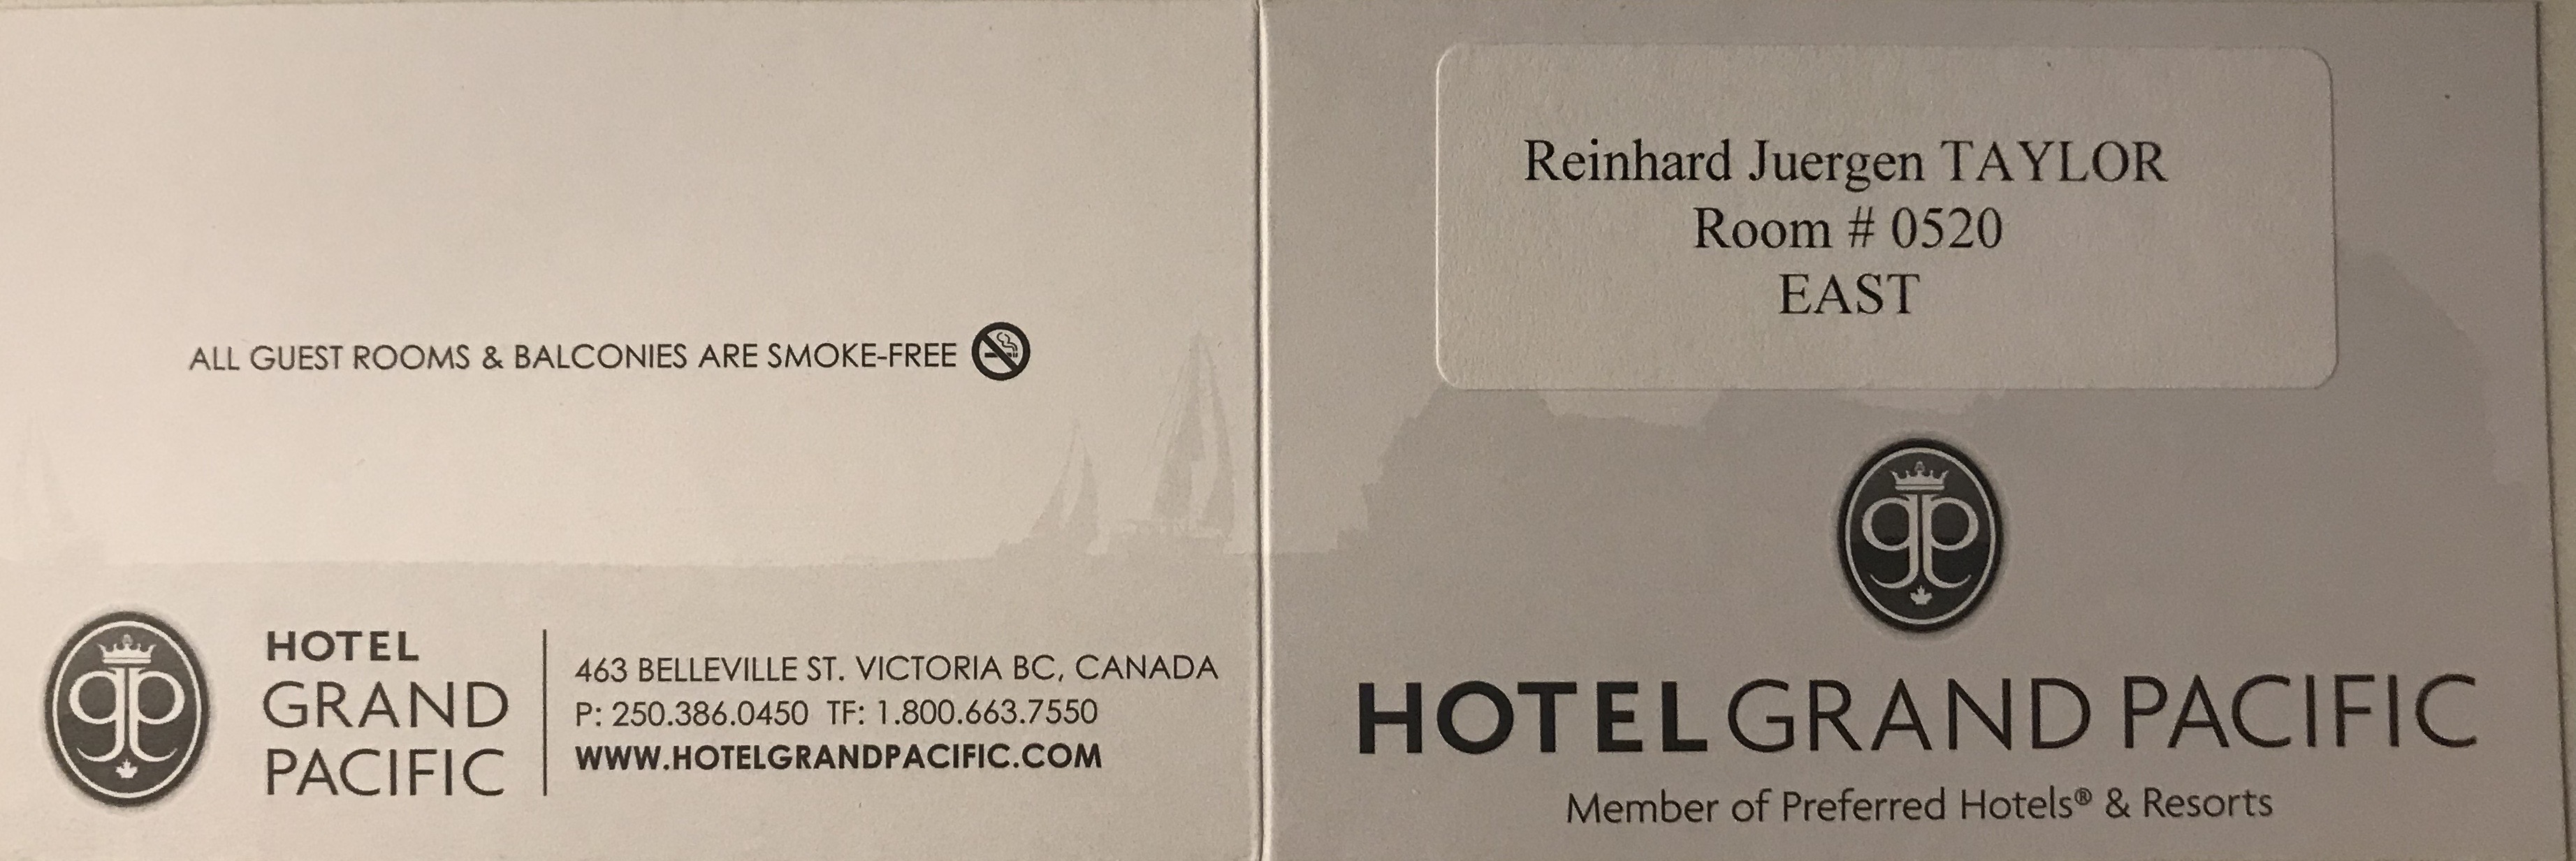 ALL GUEST ROOMS & BALCONIES ARE SMOKE-FREE
HOTEL
GRAND
PACIFIC
463 BELLEVILLE ST. VICTORIA BC, CANADA
P: 250.386.0450 TF: 1.800.663.7550
WWW.HOTELGRANDPACIFIC.COM
Reinhard Juergen TAYLOR
Room # 0520
EAST
gp
HOTEL GRAND PACIFIC
Member of Preferred Hotels® & Resorts